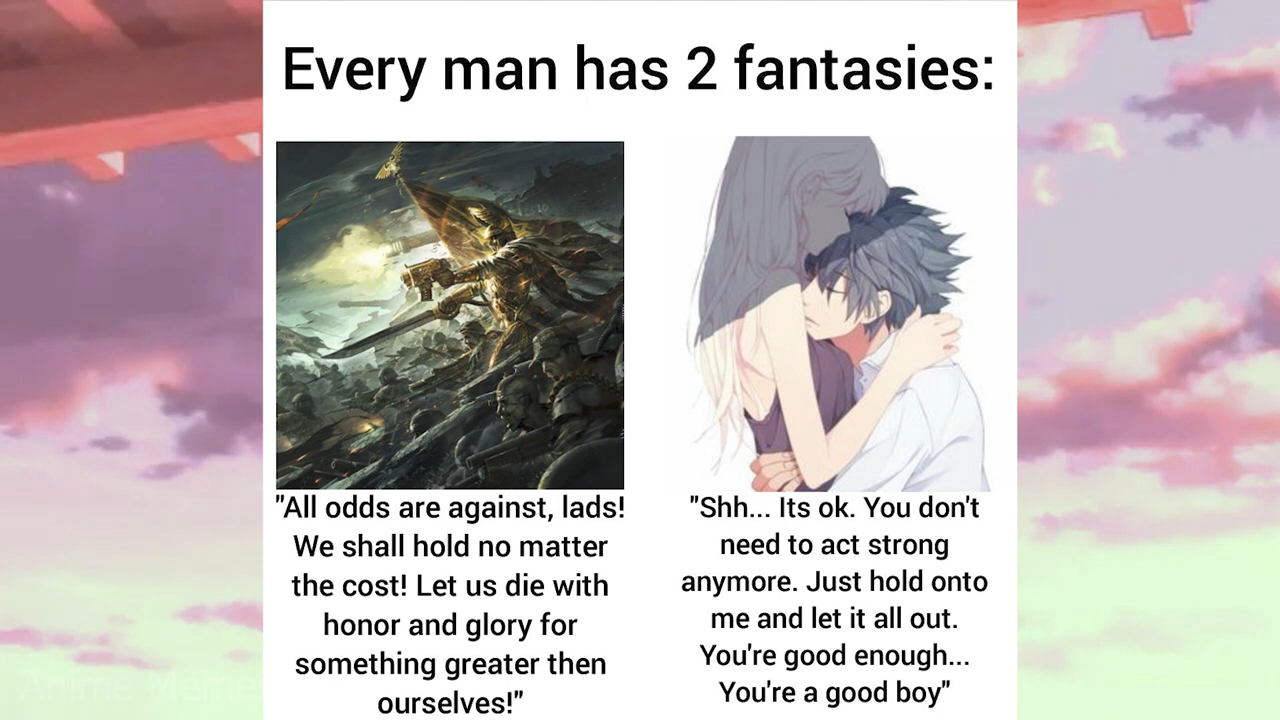 Every man has 2 fantasies:
"All odds are against, lads!
We shall hold no matter
the cost! Let us die with
honor and glory for
something greater then
ourselves!"
"Shh... Its ok. You don't
need to act strong
anymore. Just hold onto
me and let it all out.
You're good enough...
You're a good boy"
Anime Meme